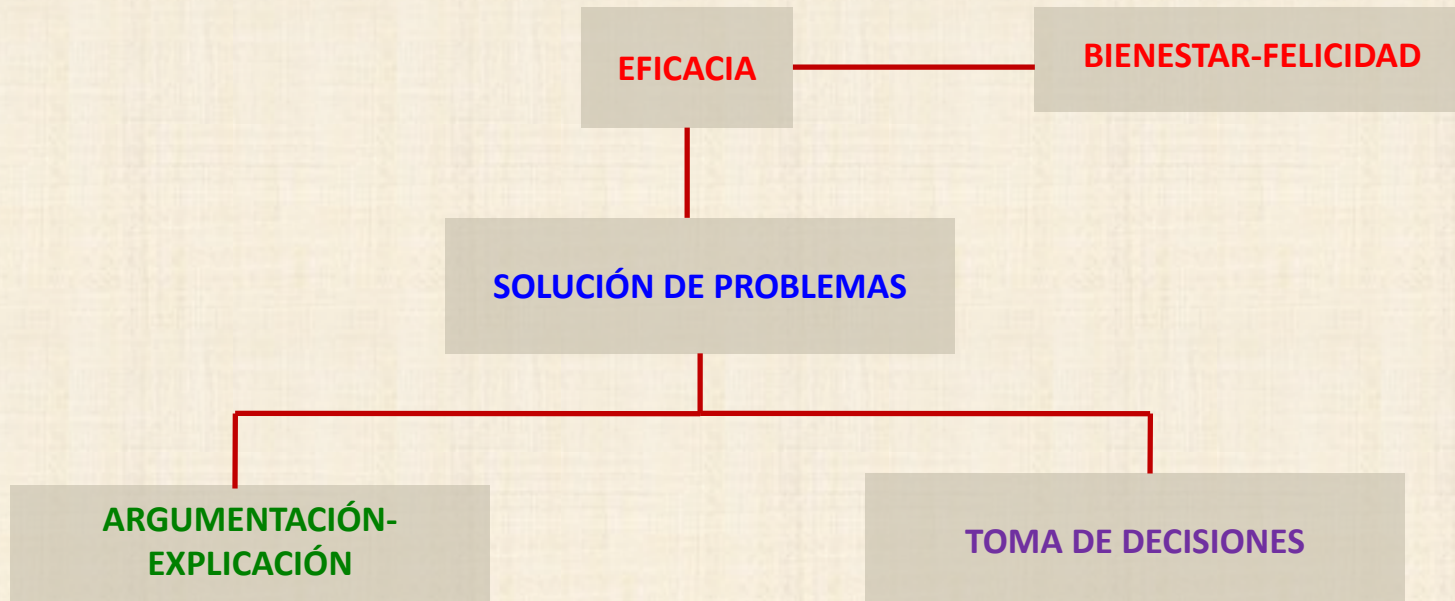 EFICACIA
BIENESTAR-FELICIDAD
SOLUCIÓN DE PROBLEMAS
ARGUMENTACIÓN-
EXPLICACIÓN
TOMA DE DECISIONES